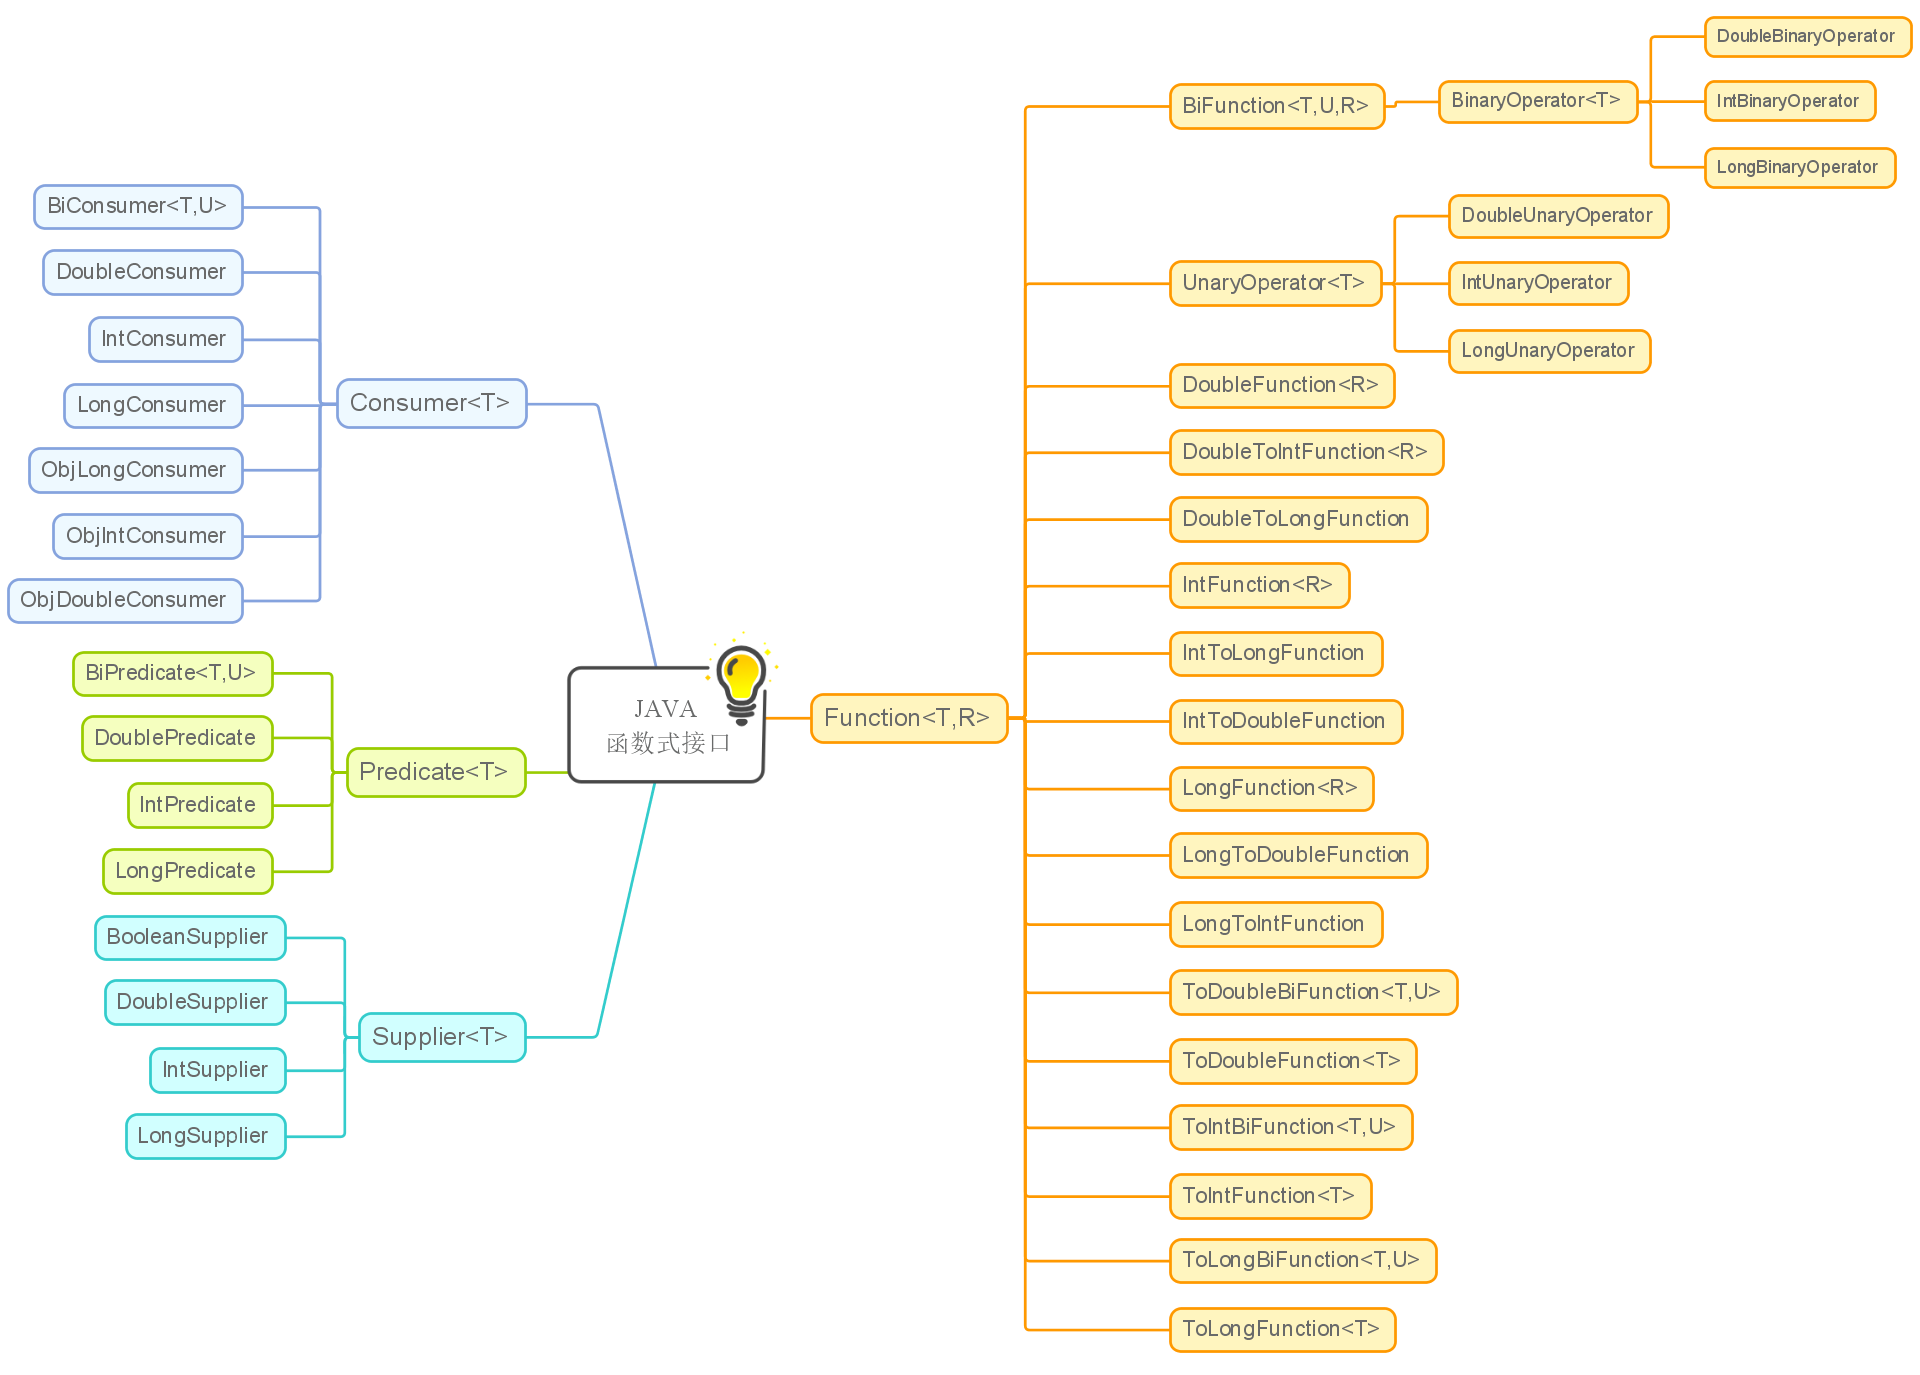 JAVA
函数式接口
Consumer<T>
BiConsumer<T,U>
DoubleConsumer
IntConsumer
LongConsumer
ObjLongConsumer
ObjIntConsumer
ObjDoubleConsumer
Predicate<T>
BiPredicate<T,U>
DoublePredicate
IntPredicate
LongPredicate
Supplier<T>
BooleanSupplier
DoubleSupplier
IntSupplier
LongSupplier
Function<T,R>
BiFunction<T,U,R>
BinaryOperator<T>
DoubleBinaryOperator
IntBinaryOperator
LongBinaryOperator
UnaryOperator<T>
DoubleUnaryOperator
IntUnaryOperator
LongUnaryOperator
DoubleFunction<R>
DoubleToIntFunction<R>
DoubleToLongFunction
IntFunction<R>
IntToLongFunction
IntToDoubleFunction
LongFunction<R>
LongToDoubleFunction
LongToIntFunction
ToDoubleBiFunction<T,U>
ToDoubleFunction<T>
ToIntBiFunction<T,U>
ToIntFunction<T>
ToLongBiFunction<T,U>
ToLongFunction<T>